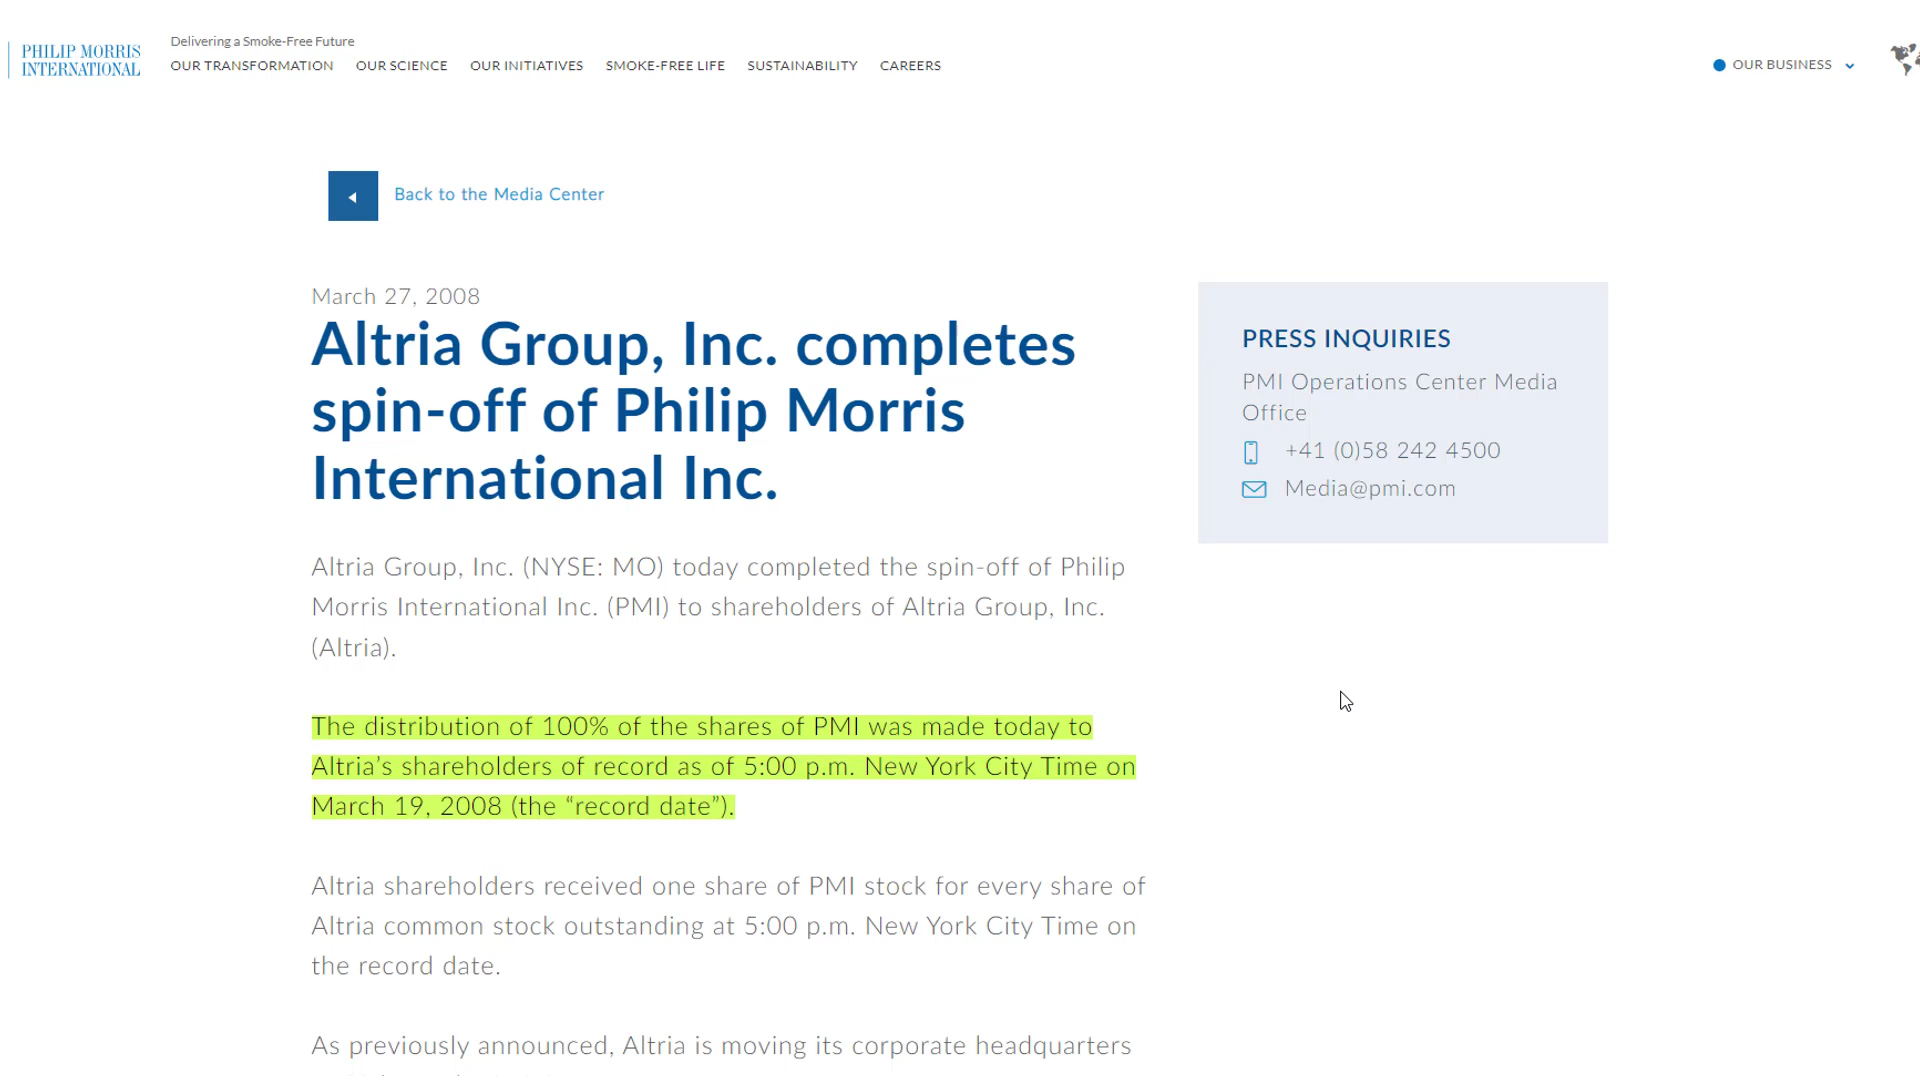 PHILIP MORRIS
INTERNATIONAL
Delivering a Smoke-Free Future
OUR TRANSFORMATION OUR SCIENCE OUR INITIATIVES SMOKE-FREE LIFE SUSTAINABILITY CAREERS
OUR BUSINESS
Back to the Media Center
March 27, 2008
Altria Group, Inc. completes
spin-off of Philip Morris
International Inc.
Altria Group, Inc. (NYSE: MO) today completed the spin-off of Philip
Morris International Inc. (PMI) to shareholders of Altria Group, Inc.
(Altria).
The distribution of 100% of the shares of PMI was made today to
Altria’s shareholders of record as of 5:00 p.m. New York City Time on
March 19, 2008 (the “record date”).
Altria shareholders received one share of PMI stock for every share of
Altria common stock outstanding at 5:00 p.m. New York City Time on
the record date.
As previously announced, Altria is moving its corporate headquarters
PRESS INQUIRIES
PMI Operations Center Media
Office
+41 (0)58 242 4500
Media@pmi.com